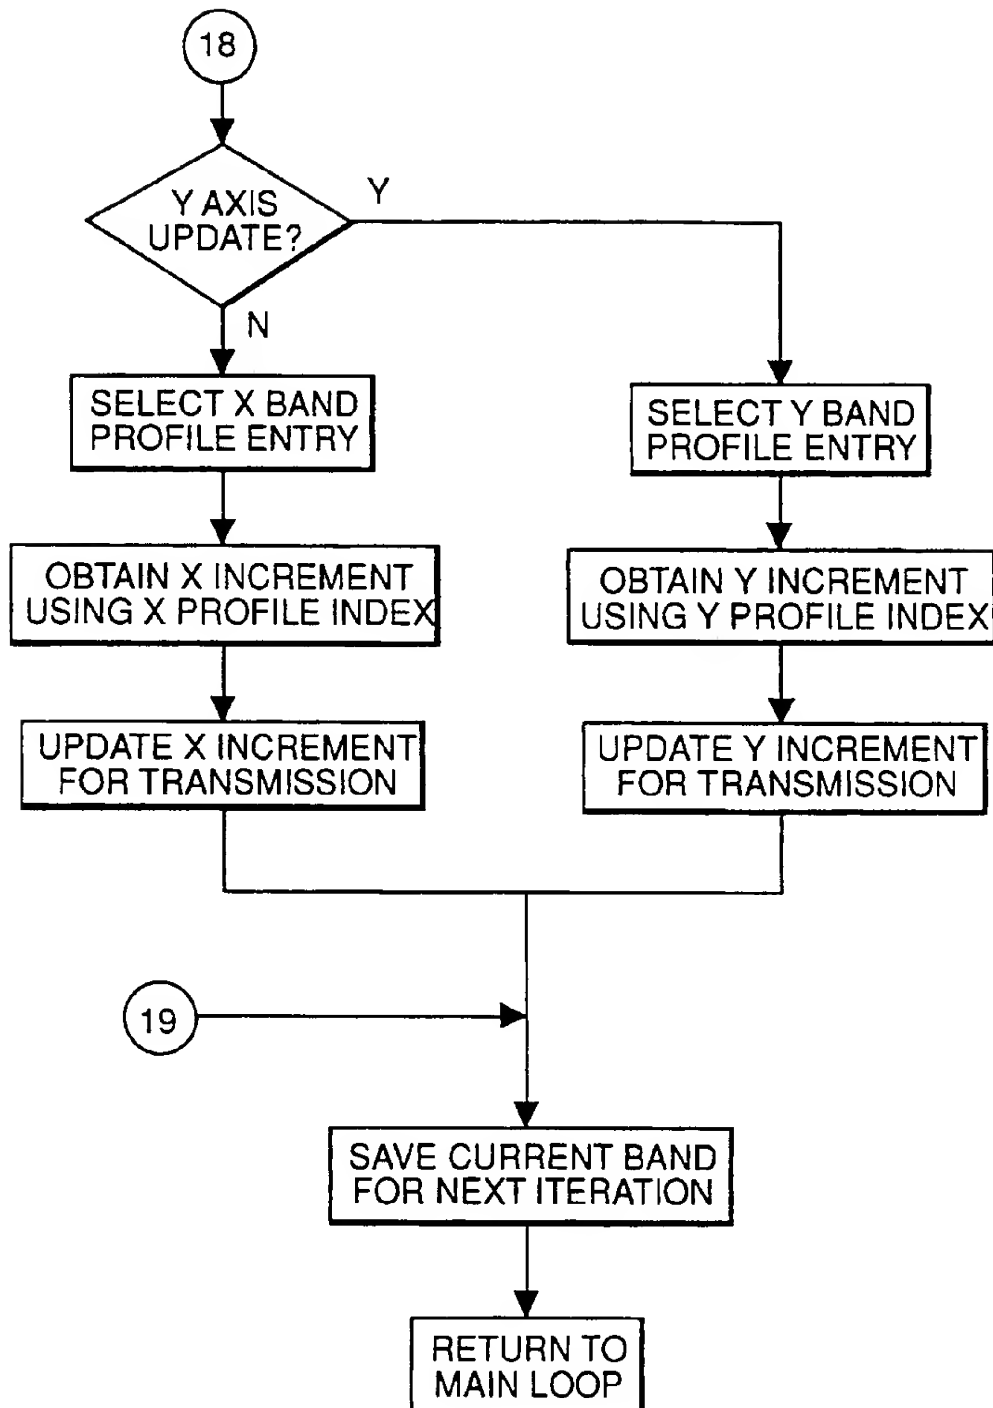 18
Y AXIS
UPDATE?
Y
N
SELECT X BAND
PROFILE ENTRY
SELECT Y BAND
PROFILE ENTRY
OBTAIN X INCREMENT
USING X PROFILE INDEX
OBTAIN Y INCREMENT
USING Y PROFILE INDEX
UPDATE X INCREMENT
FOR TRANSMISSION
UPDATE Y INCREMENT
FOR TRANSMISSION
19
SAVE CURRENT BAND
FOR NEXT ITERATION
RETURN TO
MAIN LOOP